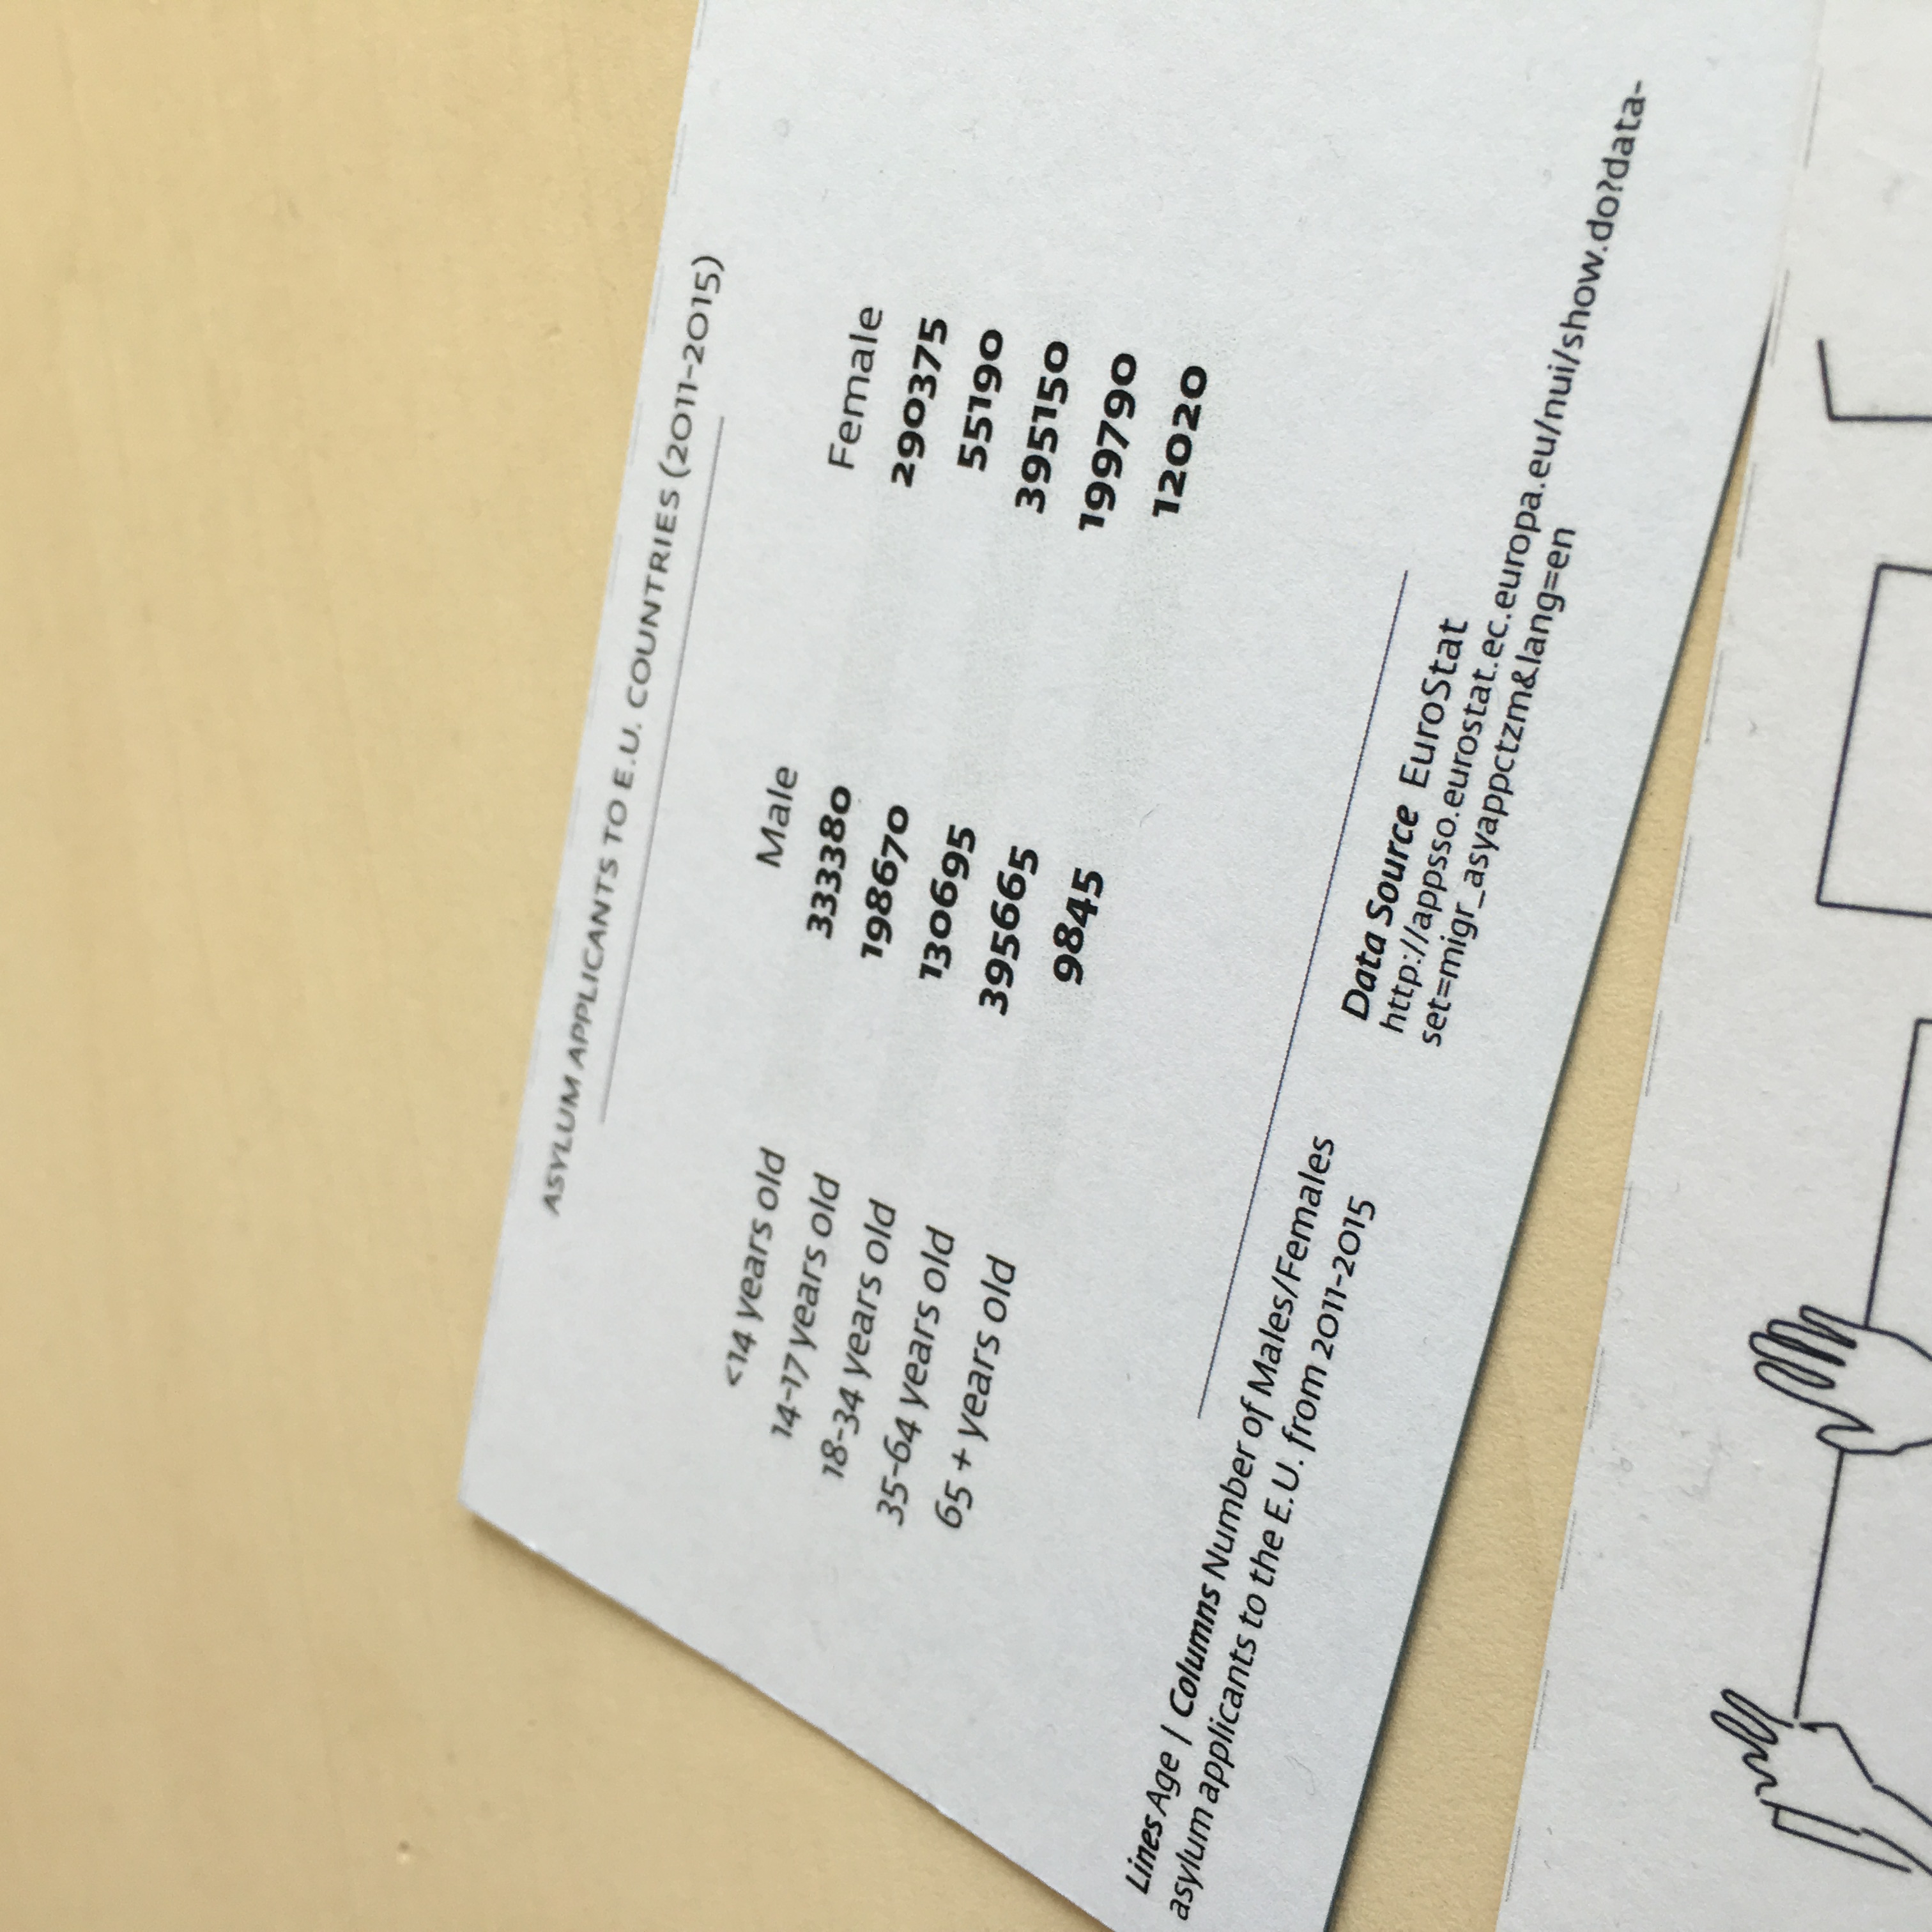 ASYLUM APPLICANTS TO E.U. COUNTRIES (2011-2015)
Male Female
<14 years old 333380 290375
14-17 years old 198670 55190
18-34 years old 130695 395150
35-64 years old 395665 199790
65 + years old 9845 12020
Lines Age | Columns Number of Males/Females
asylum applicants to the E.U. from 2011-2015
Data Source EuroStat
http://appsso.eurostat.ec.europa.eu/nui/show.do?data-
set=migr_asyappctzm&lang=en